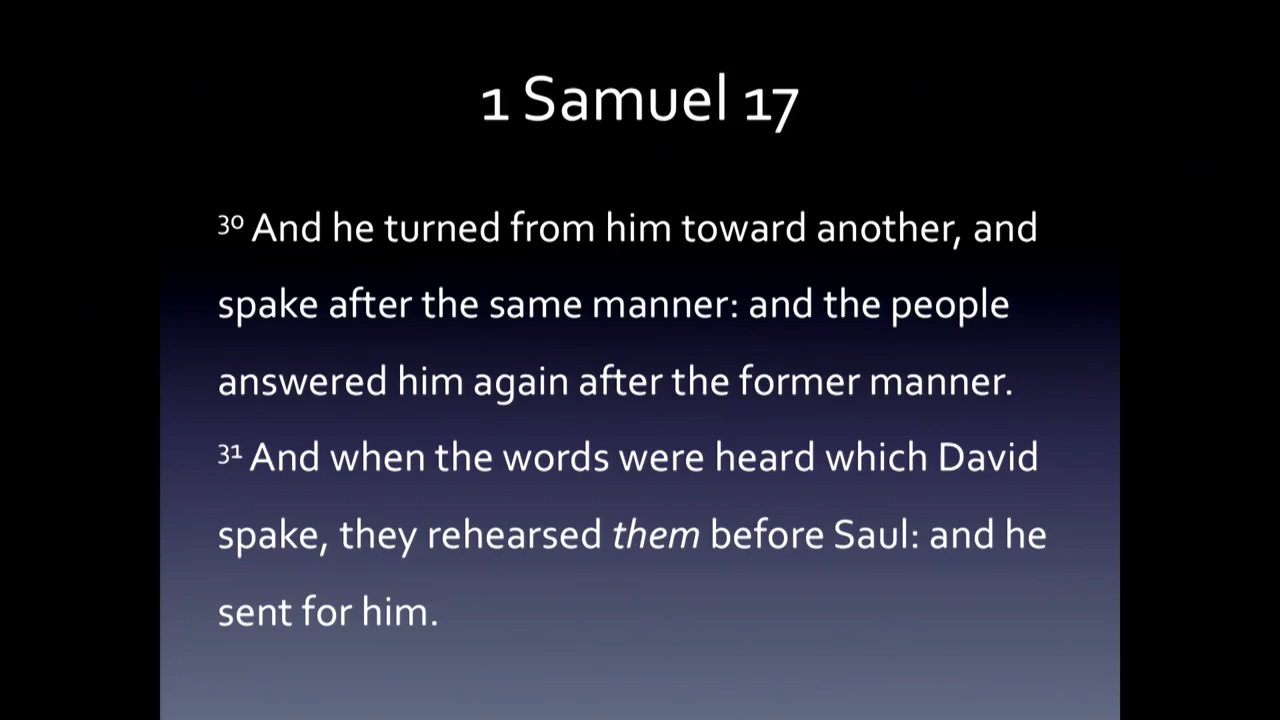 1 Samuel 17
30 And he turned from him toward another, and
spake after the same manner: and the people
answered him again after the former manner.
31 And when the words were heard which David
spake, they rehearsed them before Saul: and he
sent for him.